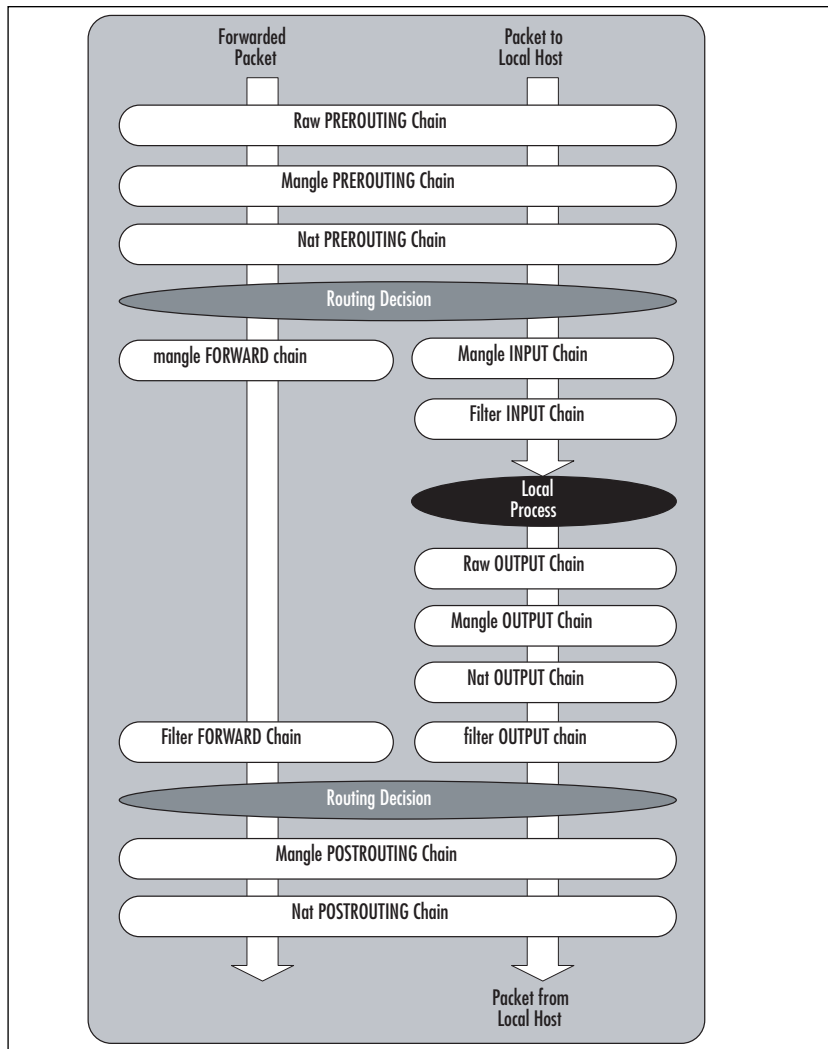 Forwarded
Packet
Packet to
Local Host
Raw PREROUTING Chain
Mangle PREROUTING Chain
Nat PREROUTING Chain
Routing Decision
mangle FORWARD chain
Mangle INPUT Chain
Filter INPUT Chain
Local
Process
Raw OUTPUT Chain
Mangle OUTPUT Chain
Nat OUTPUT Chain
Filter FORWARD Chain
filter OUTPUT chain
Routing Decision
Mangle POSTROUTING Chain
Nat POSTROUTING Chain
Packet from
Local Host